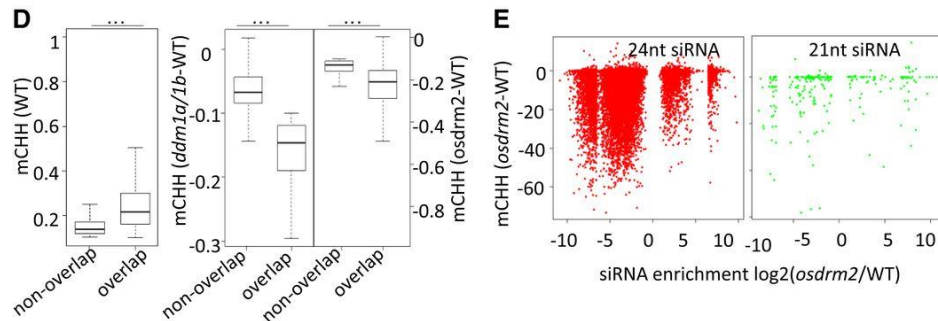 D
...
... ...
mCHH (WT)
1
0.8
0.6
0.4
0.2
non-overlap
overlap
mCHH (ddm1a/1b-WT)
0
-0.1
-0.2
-0.3
non-overlap
overlap
non-overlap
overlap
0
-0.2
-0.4
-0.6
-0.8
mCHH (osdrm2-WT)
E
24nt siRNA
21nt siRNA
mCHH (osdrm2-WT)
0
-20
-40
-60
-10 -5 0 5 10
-10 -5 0 5 10
siRNA enrichment log2(osdrm2/WT)